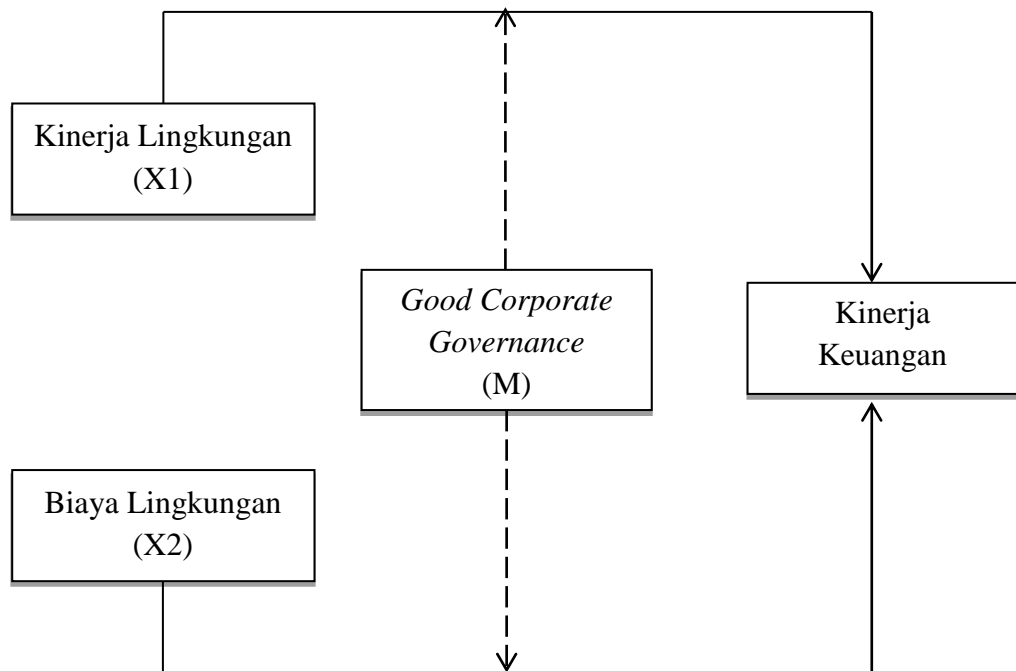 Kinerja Lingkungan
(X1)
Good Corporate
Governance
(M)
Kinerja
Keuangan
Biaya Lingkungan
(X2)